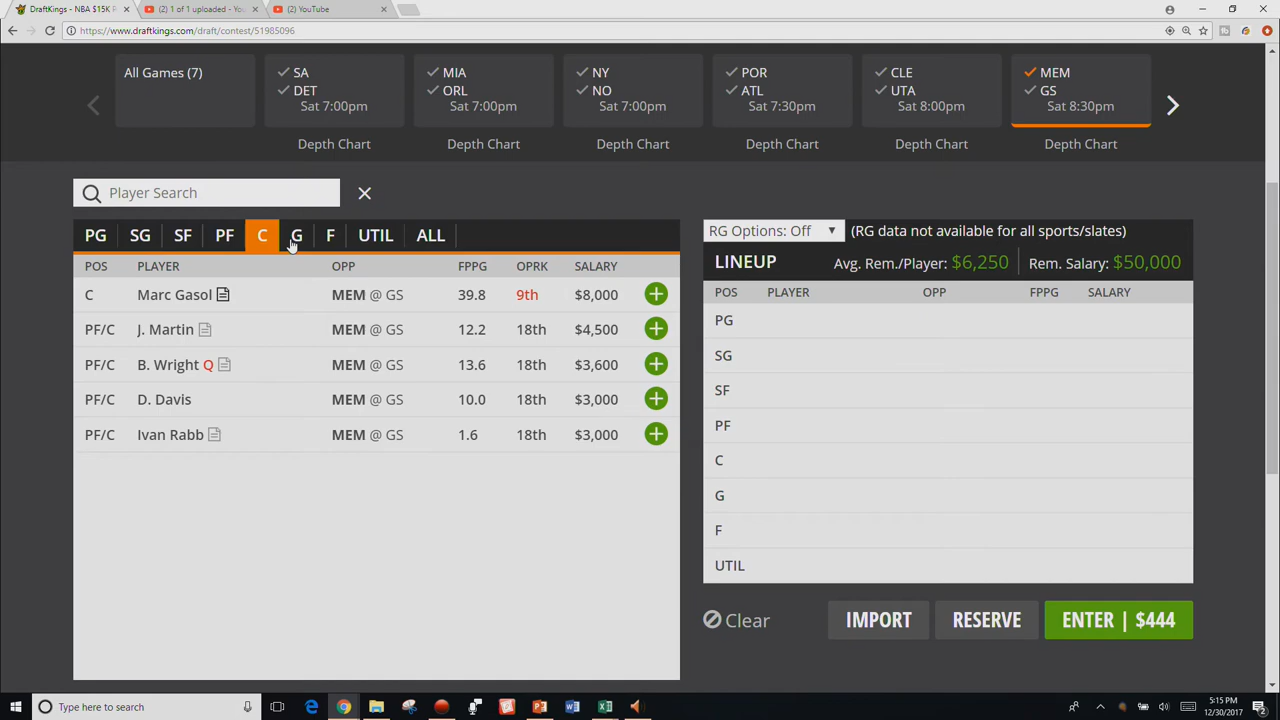 DraftKings - NBA $15K
(2) 1 of 1 uploaded - You
(2) YouTube
https://www.draftkings.com/draft/contest/51985096
All Games (7)
SA
DET
Sat 7:00pm
MIA
ORL
Sat 7:00pm
NY
NO
Sat 7:00pm
POR
ATL
Sat 7:30pm
CLE
UTA
Sat 8:00pm
MEM
GS
Sat 8:30pm
Depth Chart
Depth Chart
Depth Chart
Depth Chart
Depth Chart
Depth Chart
Player Search
PG SG SF PF C G F UTIL ALL
POS PLAYER OPP FPPG OPRK SALARY
C Marc Gasol MEM @ GS 39.8 9th $8,000
PF/C J. Martin MEM @ GS 12.2 18th $4,500
PF/C B. Wright Q MEM @ GS 13.6 18th $3,600
PF/C D. Davis MEM @ GS 10.0 18th $3,000
PF/C Ivan Rabb MEM @ GS 1.6 18th $3,000
RG Options: Off (RG data not available for all sports/slates)
LINEUP Avg. Rem./Player: $6,250 Rem. Salary: $50,000
POS PLAYER OPP FPPG SALARY
PG
SG
SF
PF
C
G
F
UTIL
Clear IMPORT RESERVE ENTER | $444
Type here to search
5:15 PM
12/30/2017